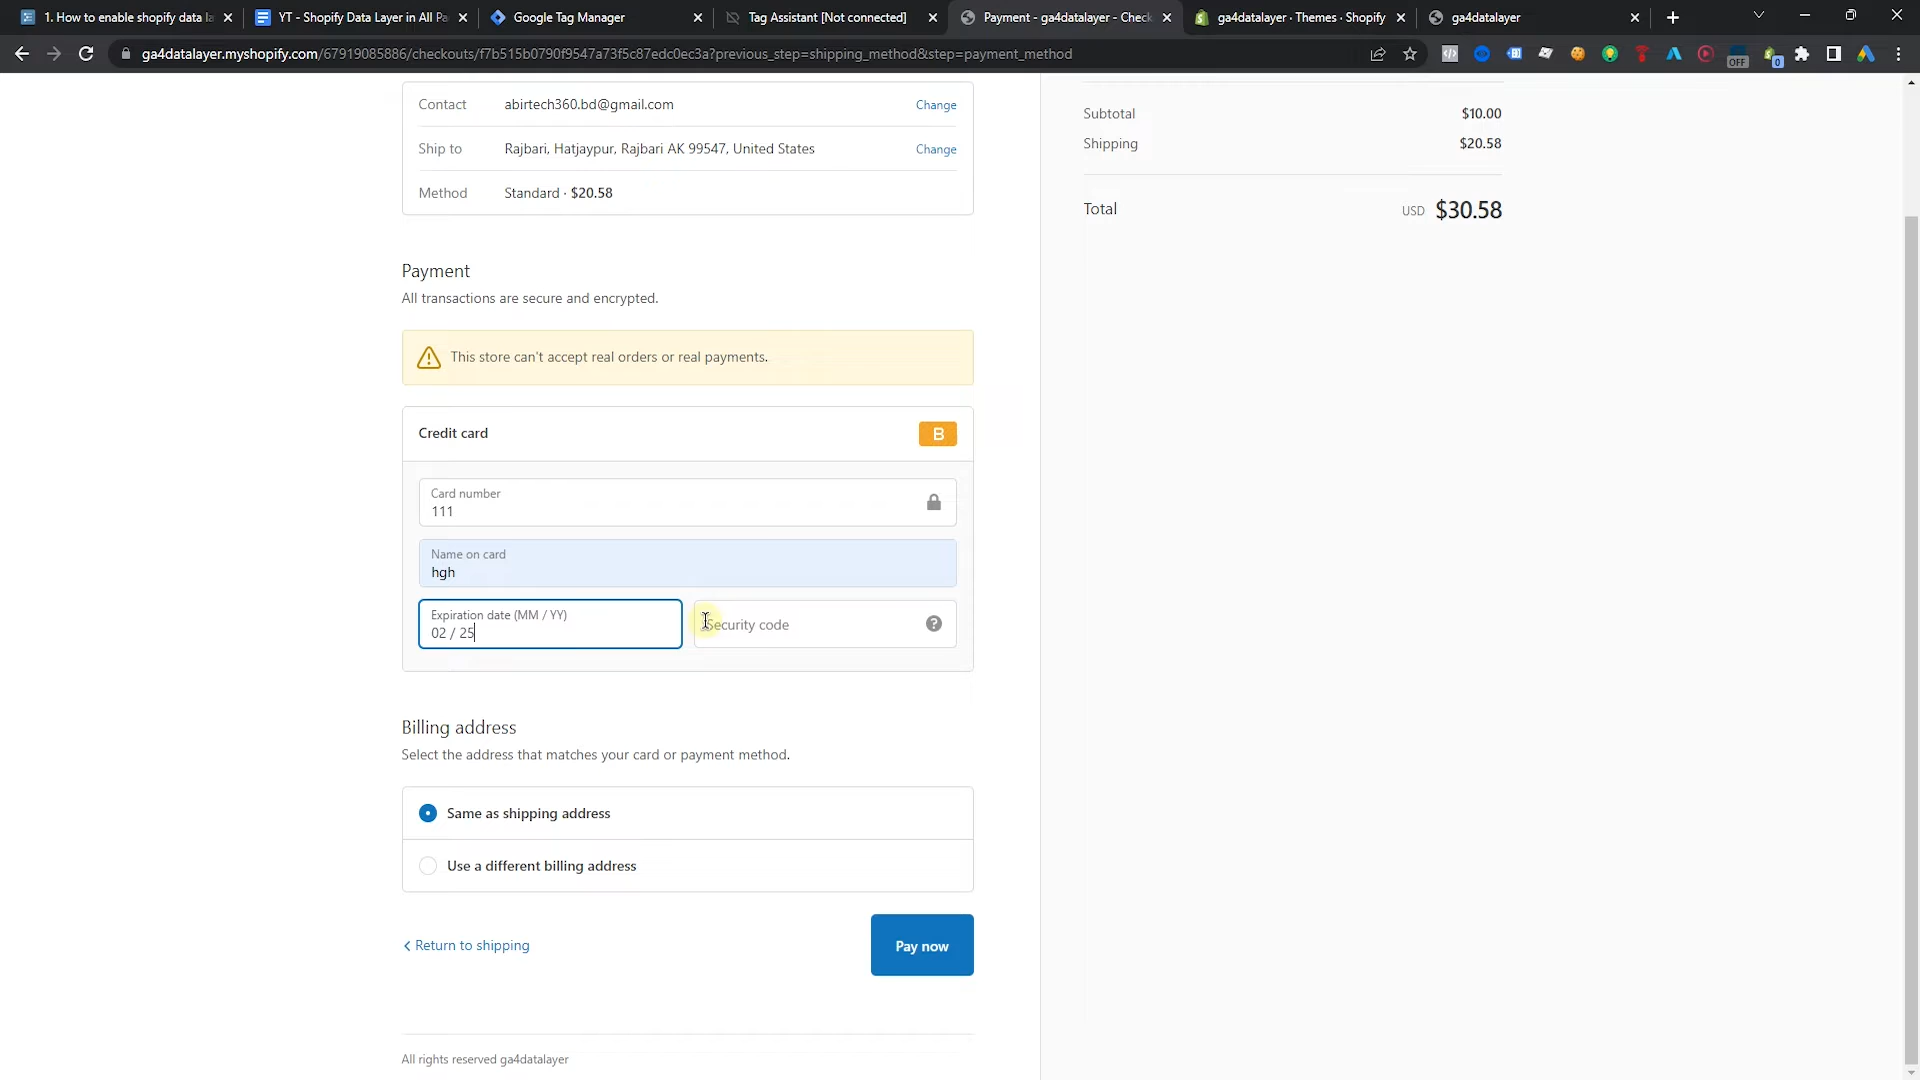 1. How to enable shopify data la
YT - Shopify Data Layer in All Pa
Google Tag Manager
Tag Assistant [Not connected]
Payment - ga4datalayer - Check
ga4datalayer · Themes · Shopify
ga4datalayer
ga4datalayer.myshopify.com/67919085886/checkouts/f7b515b0790f9547a73f5c87edc0ec3a?previous_step=shipping_method&step=payment_method
OFF
0
Contact abirtech360.bd@gmail.com Change
Ship to Rajbari, Hatjaypur, Rajbari AK 99547, United States Change
Method Standard · $20.58
Subtotal $10.00
Shipping $20.58
Total USD $30.58
Payment
All transactions are secure and encrypted.
This store can't accept real orders or real payments.
Credit card B
Card number
111
Name on card
hgh
Expiration date (MM / YY)
02 / 25
Security code
Billing address
Select the address that matches your card or payment method.
Same as shipping address
Use a different billing address
Return to shipping
Pay now
All rights reserved ga4datalayer